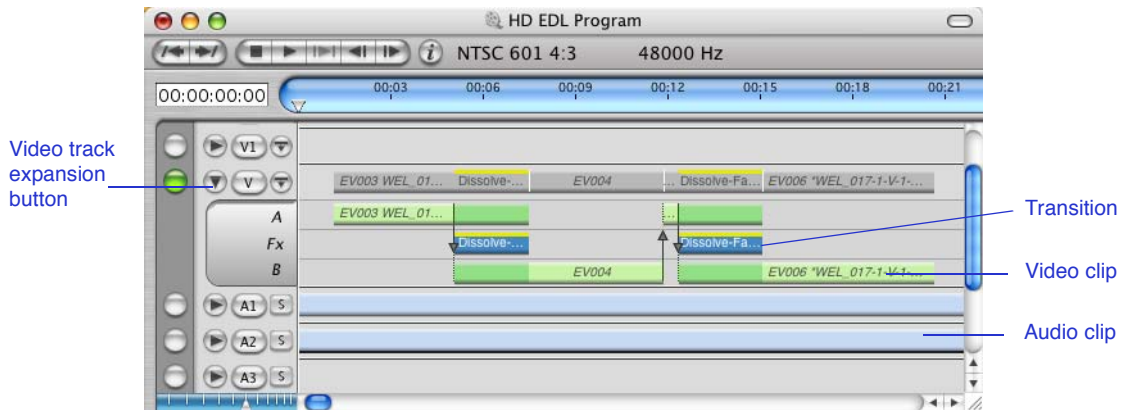 HD EDL Program
NTSC 601 4:3 48000 Hz
00:00:00:00 00:03 00:06 00:09 00:12 00:15 00:18 00:21
Video track
expansion
button
V1
V EV003 WEL_01... Dissolve-... EV004 ... Dissolve-Fa... EV006 "WEL_017-1-V-1-...
A EV003 WEL_01... ...
Transition
Fx Dissolve-... Dissolve-Fa...
B EV004 EV006 "WEL_017-1-V-1-...
Video clip
A1 S
A2 S
Audio clip
A3 S